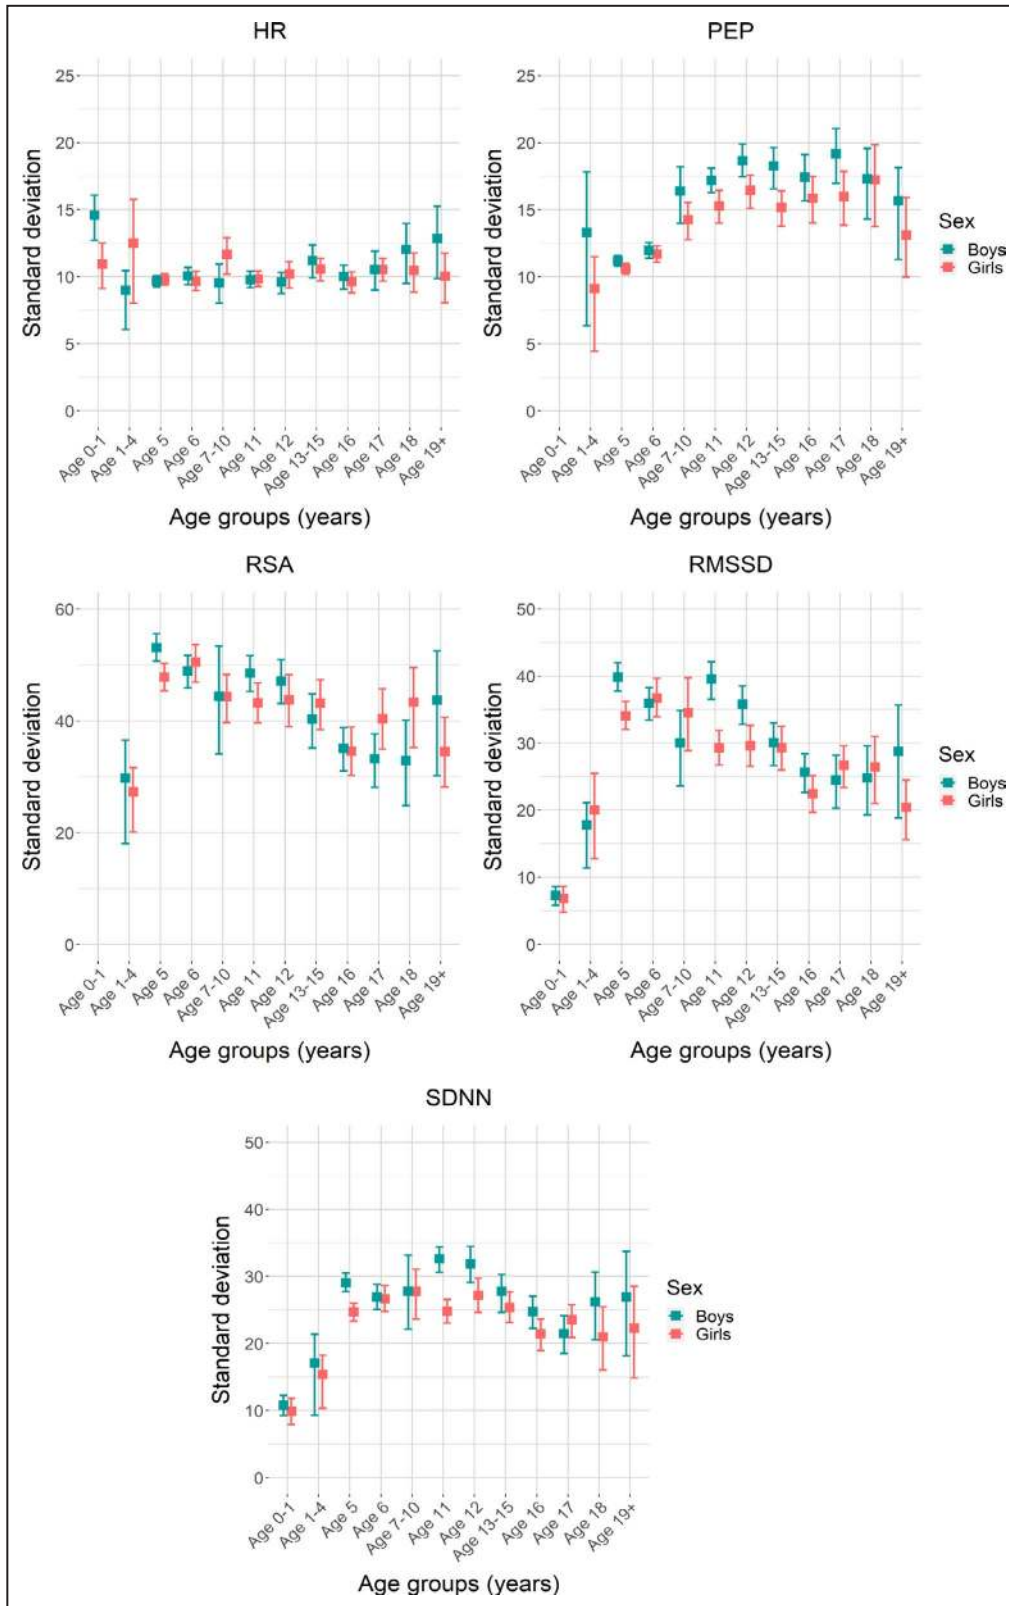 HR
25
20
15
10
5
0
Standard deviation
Age 0-1
Age 1-4
Age 5
Age 6
Age 7-10
Age 11
Age 12
Age 13-15
Age 16
Age 17
Age 18
Age 19+
Age groups (years)
PEP
25
20
15
10
5
0
Standard deviation
Age 0-1
Age 1-4
Age 5
Age 6
Age 7-10
Age 11
Age 12
Age 13-15
Age 16
Age 17
Age 18
Age 19+
Age groups (years)
Sex
Boys
Girls
RSA
60
40
20
0
Standard deviation
Age 0-1
Age 1-4
Age 5
Age 6
Age 7-10
Age 11
Age 12
Age 13-15
Age 16
Age 17
Age 18
Age 19+
Age groups (years)
RMSSD
50
40
30
20
10
0
Standard deviation
Age 0-1
Age 1-4
Age 5
Age 6
Age 7-10
Age 11
Age 12
Age 13-15
Age 16
Age 17
Age 18
Age 19+
Age groups (years)
Sex
Boys
Girls
SDNN
50
40
30
20
10
0
Standard deviation
Age 0-1
Age 1-4
Age 5
Age 6
Age 7-10
Age 11
Age 12
Age 13-15
Age 16
Age 17
Age 18
Age 19+
Age groups (years)
Sex
Boys
Girls